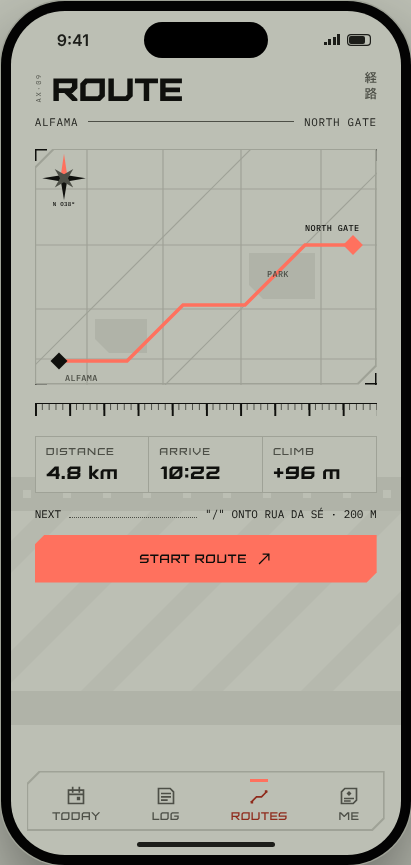 9:41
AX-09
ROUTE
経路
ALFAMA
NORTH GATE
N 038°
NORTH GATE
PARK
ALFAMA
DISTANCE
4.8 km
ARRIVE
10:22
CLIMB
+96 m
NEXT "/" ONTO RUA DA SÉ · 200 M
START ROUTE ↗
TODAY
LOG
ROUTES
ME